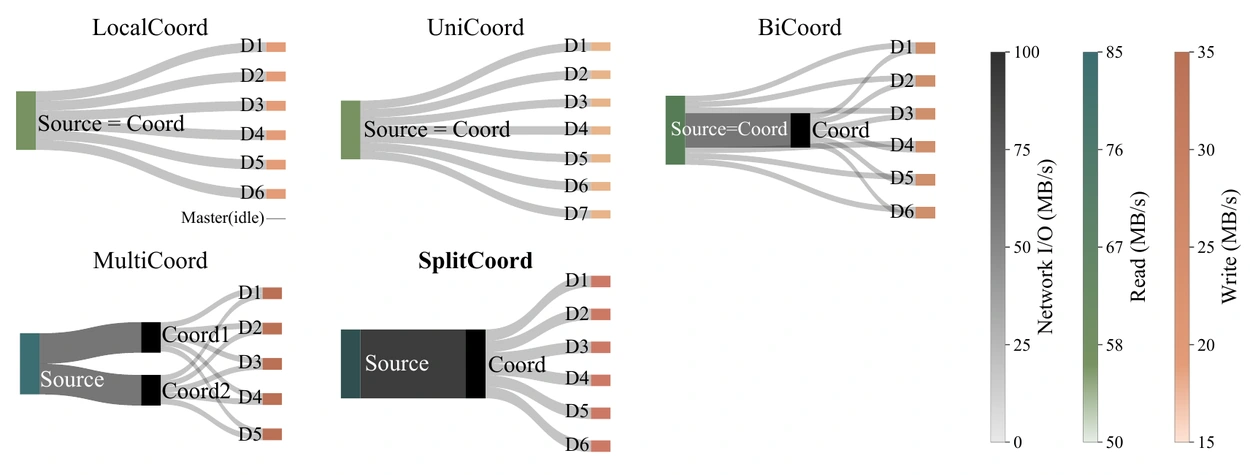 LocalCoord
Source = Coord
D1
D2
D3
D4
D5
D6
Master(idle)
UniCoord
Source = Coord
D1
D2
D3
D4
D5
D6
D7
BiCoord
Source=Coord
Coord
D1
D2
D3
D4
D5
D6
MultiCoord
Source
Coord1
Coord2
D1
D2
D3
D4
D5
SplitCoord
Source
Coord
D1
D2
D3
D4
D5
D6
100
75
50
25
0
Network I/O (MB/s)
85
76
67
58
50
Read (MB/s)
35
30
25
20
15
Write (MB/s)